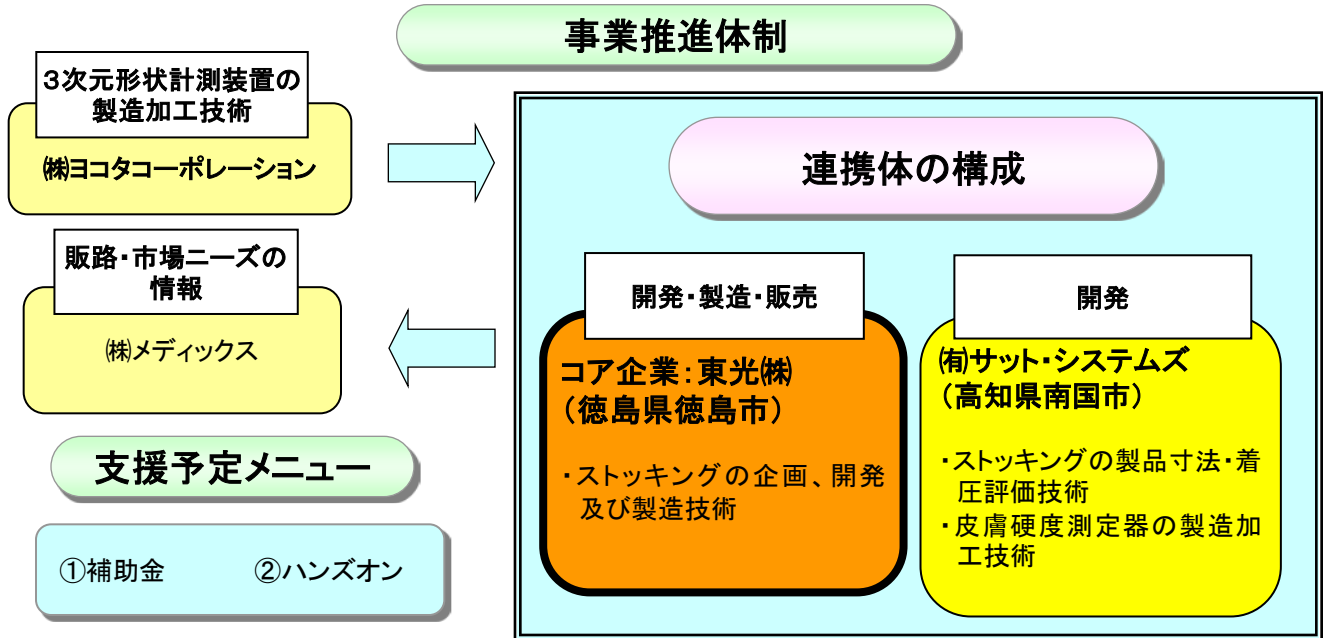 事業推進体制
3次元形状計測装置の
製造加工技術
㈱ヨコタコーポレーション
販路・市場ニーズの
情報
㈱メディックス
支援予定メニュー
①補助金 ②ハンズオン
連携体の構成
開発・製造・販売
コア企業：東光㈱
（徳島県徳島市）
・ストッキングの企画、開発
及び製造技術
開発
㈲サット・システムズ
（高知県南国市）
・ストッキングの製品寸法・着
圧評価技術
・皮膚硬度測定器の製造加
工技術